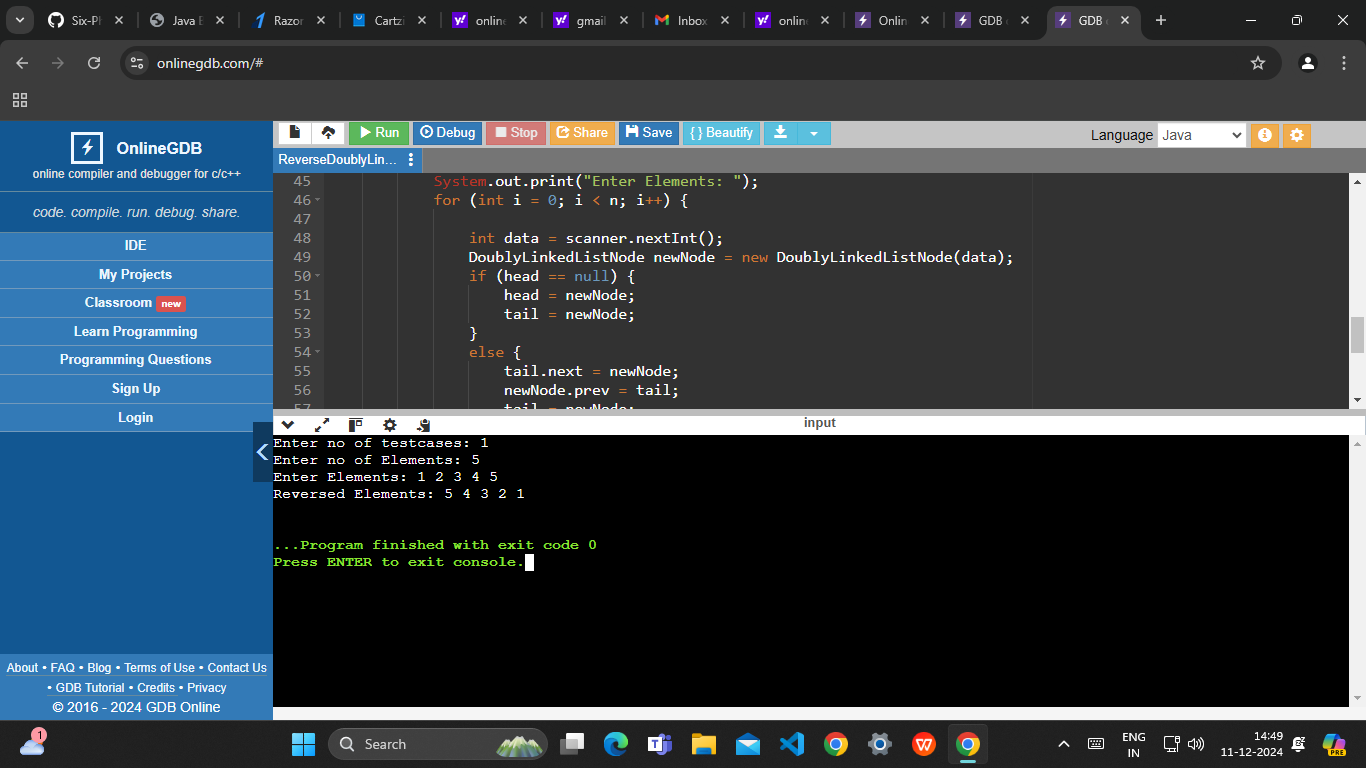 Six-Ph
Java E
Razor
Cartzi
online
gmail
Inbox
online
Onlin
GDB
GDB
onlinegdb.com/#
OnlineGDB
online compiler and debugger for c/c++
code. compile. run. debug. share.
IDE
My Projects
Classroom new
Learn Programming
Programming Questions
Sign Up
Login
About • FAQ • Blog • Terms of Use • Contact Us
• GDB Tutorial • Credits • Privacy
© 2016 - 2024 GDB Online
Run Debug Stop Share Save { } Beautify
Language Java
ReverseDoublyLin...
45 System.out.print("Enter Elements: ");
46 for (int i = 0; i < n; i++) {
47
48 int data = scanner.nextInt();
49 DoublyLinkedListNode newNode = new DoublyLinkedListNode(data);
50 if (head == null) {
51 head = newNode;
52 tail = newNode;
53 }
54 else {
55 tail.next = newNode;
56 newNode.prev = tail;
57 tail = newNode;
input
Enter no of testcases: 1
Enter no of Elements: 5
Enter Elements: 1 2 3 4 5
Reversed Elements: 5 4 3 2 1
...Program finished with exit code 0
Press ENTER to exit console.
1
Search
ENG
IN
14:49
11-12-2024
PRE